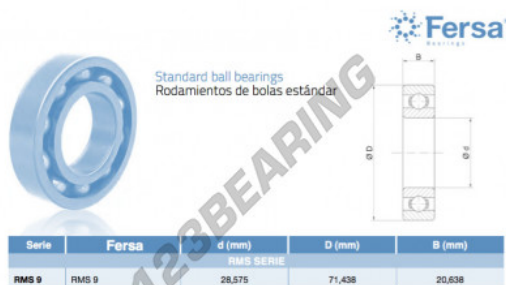 Fersa
Bearings
Standard ball bearings
Rodamientos de bolas estándar
B
Ø D
Ø d
123BEARING
Serie Fersa d (mm) D (mm) B (mm)
RMS SERIE
RMS 9 RMS 9 28,575 71,438 20,638